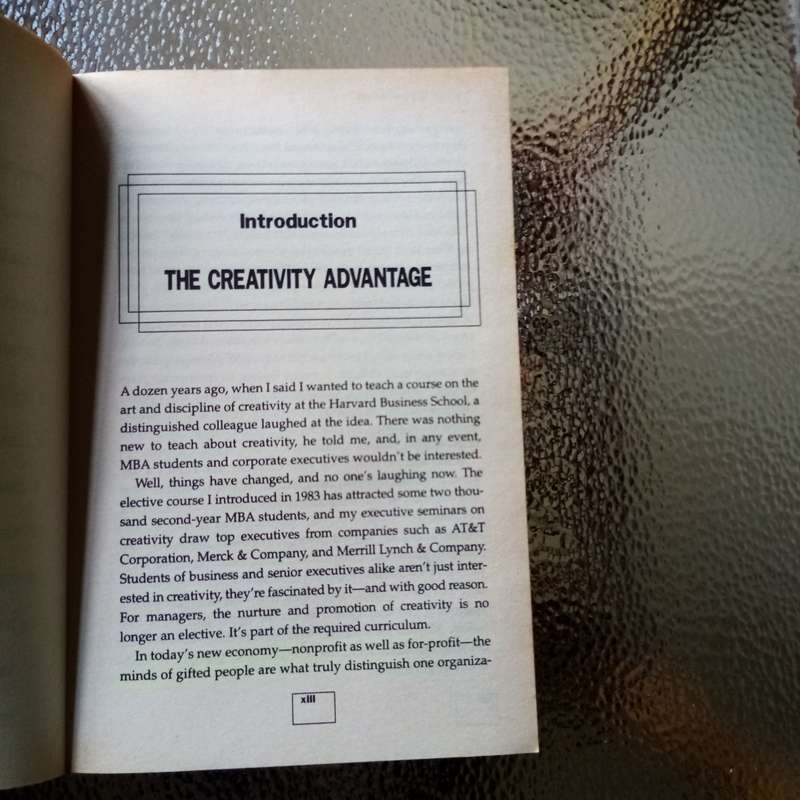 Introduction
THE CREATIVITY ADVANTAGE
A dozen years ago, when I said I wanted to teach a course on the
art and discipline of creativity at the Harvard Business School, a
distinguished colleague laughed at the idea. There was nothing
new to teach about creativity, he told me, and, in any event,
MBA students and corporate executives wouldn't be interested.
Well, things have changed, and no one's laughing now. The
elective course I introduced in 1983 has attracted some two thou-
sand second-year MBA students, and my executive seminars on
creativity draw top executives from companies such as AT&T
Corporation, Merck & Company, and Merrill Lynch & Company.
Students of business and senior executives alike aren't just inter-
ested in creativity, they're fascinated by it—and with good reason.
For managers, the nurture and promotion of creativity is no
longer an elective. It's part of the required curriculum.
In today's new economy—nonprofit as well as for-profit—the
minds of gifted people are what truly distinguish one organiza-
xiii